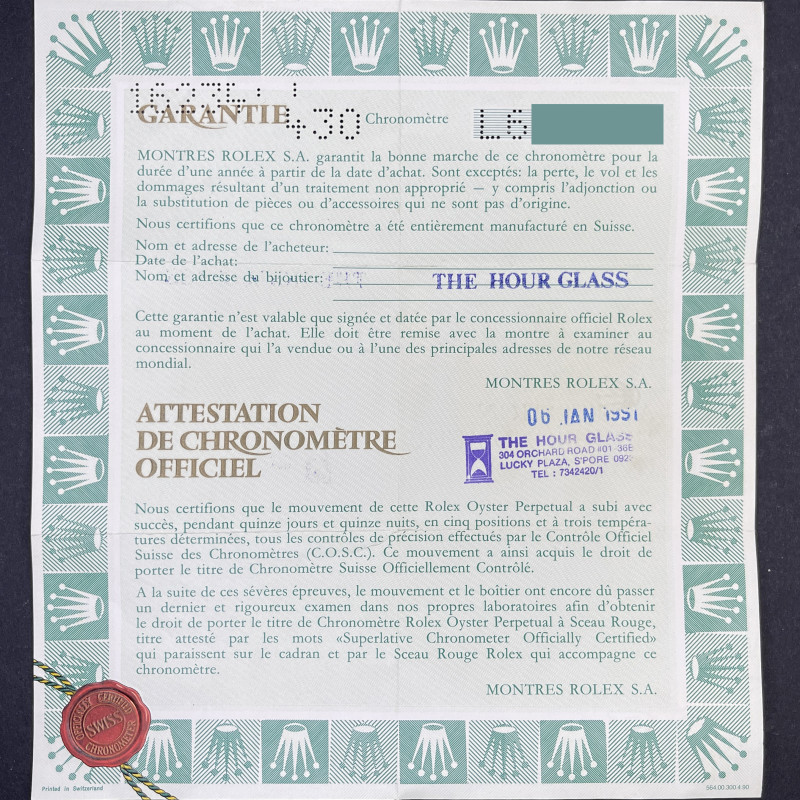 GARANTIE
430
Chronomètre
L6
MONTRES ROLEX S.A. garantit la bonne marche de ce chronomètre pour la
durée d'une année à partir de la date d'achat. Sont exceptés: la perte, le vol et les
dommages résultant d'un traitement non approprié — y compris l'adjonction ou
la substitution de pièces ou d'accessoires qui ne sont pas d'origine.
Nous certifions que ce chronomètre a été entièrement manufacturé en Suisse.
Nom et adresse de l'acheteur:
Date de l'achat:
Nom et adresse du bijoutier:
THE HOUR GLASS
Cette garantie n'est valable que signée et datée par le concessionnaire officiel Rolex
au moment de l'achat. Elle doit être remise avec la montre à examiner au
concessionnaire qui l'a vendue ou à l'une des principales adresses de notre réseau
mondial.
MONTRES ROLEX S.A.
06 JAN 1991
ATTESTATION
DE CHRONOMÈTRE
OFFICIEL
THE HOUR GLASS
304 ORCHARD ROAD #01-36B
LUCKY PLAZA, S'PORE 092
TEL : 7342420/1
Nous certifions que le mouvement de cette Rolex Oyster Perpetual a subi avec
succès, pendant quinze jours et quinze nuits, en cinq positions et à trois tempéra-
tures déterminées, tous les contrôles de précision effectués par le Contrôle Officiel
Suisse des Chronomètres (C.O.S.C.). Ce mouvement a ainsi acquis le droit de
porter le titre de Chronomètre Suisse Officiellement Contrôlé.
A la suite de ces sévères épreuves, le mouvement et le boîtier ont encore dû passer
un dernier et rigoureux examen dans nos propres laboratoires afin d'obtenir
le droit de porter le titre de Chronomètre Rolex Oyster Perpetual à Sceau Rouge,
titre attesté par les mots «Superlative Chronometer Officially Certified»
qui paraissent sur le cadran et par le Sceau Rouge Rolex qui accompagne ce
chronomètre.
MONTRES ROLEX S.A.
OFFICIALLY CERTIFIED
SWISS
CHRONOMETER
Printed in Switzerland
564.00.300.4.90